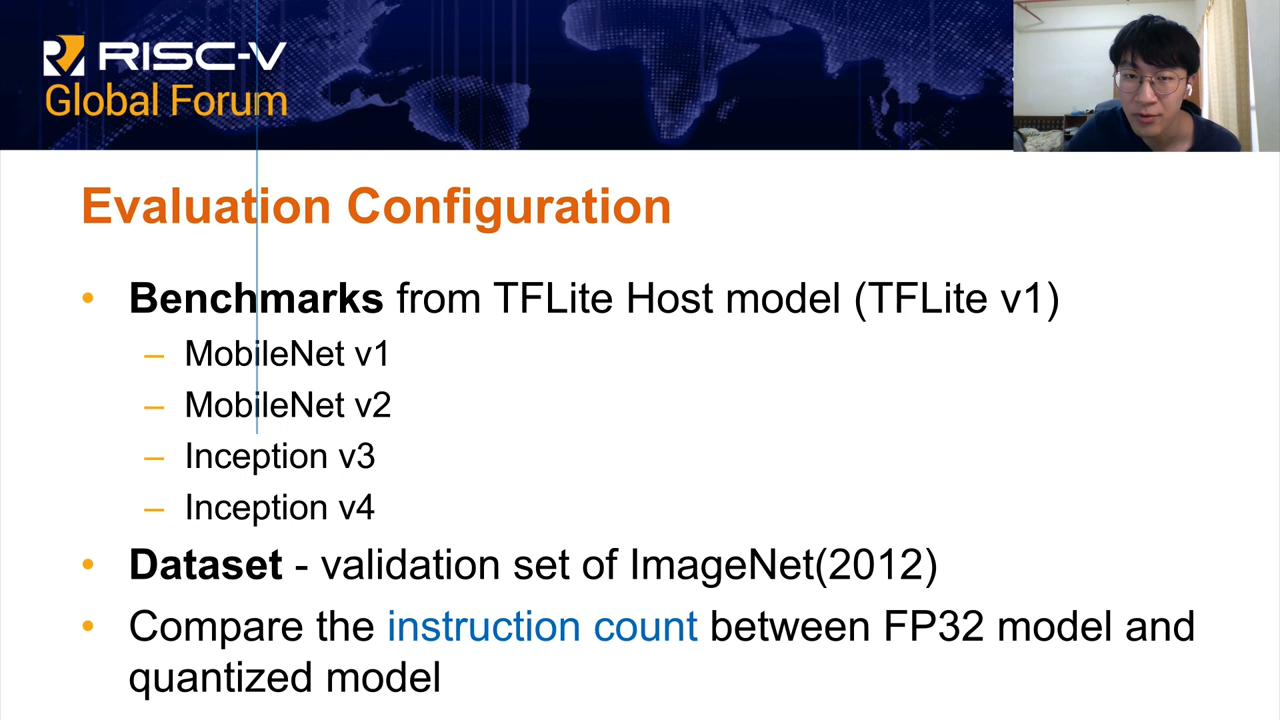 RISC-V
Global Forum
Evaluation Configuration
• Benchmarks from TFLite Host model (TFLite v1)
– MobileNet v1
– MobileNet v2
– Inception v3
– Inception v4
• Dataset - validation set of ImageNet(2012)
• Compare the instruction count between FP32 model and
quantized model